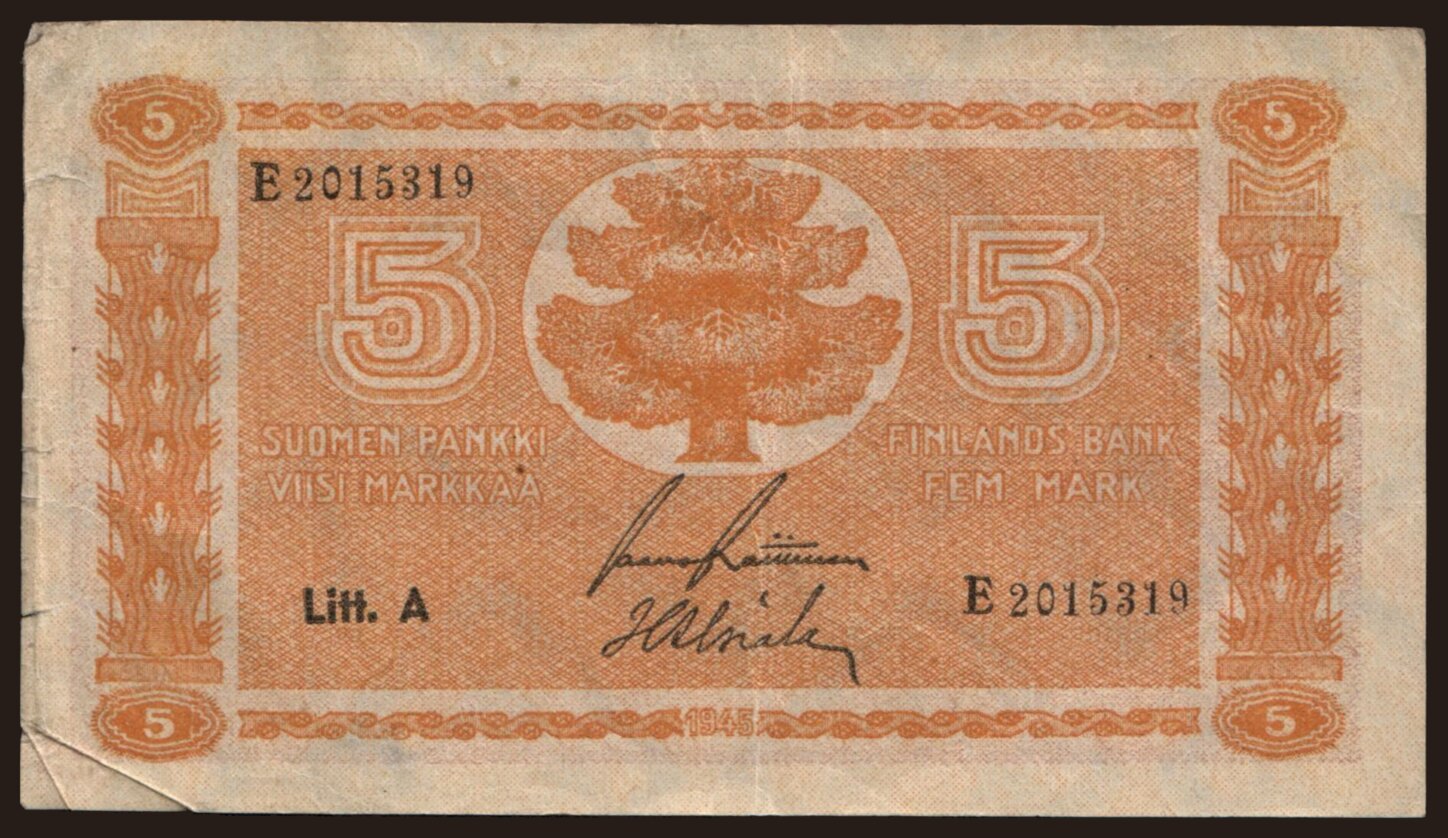 5 5
E 2015319
5 5
SUOMEN PANKKI FINLANDS BANK
VIISI MARKKAA FEM MARK
Litt. A E 2015319
5 1945 5